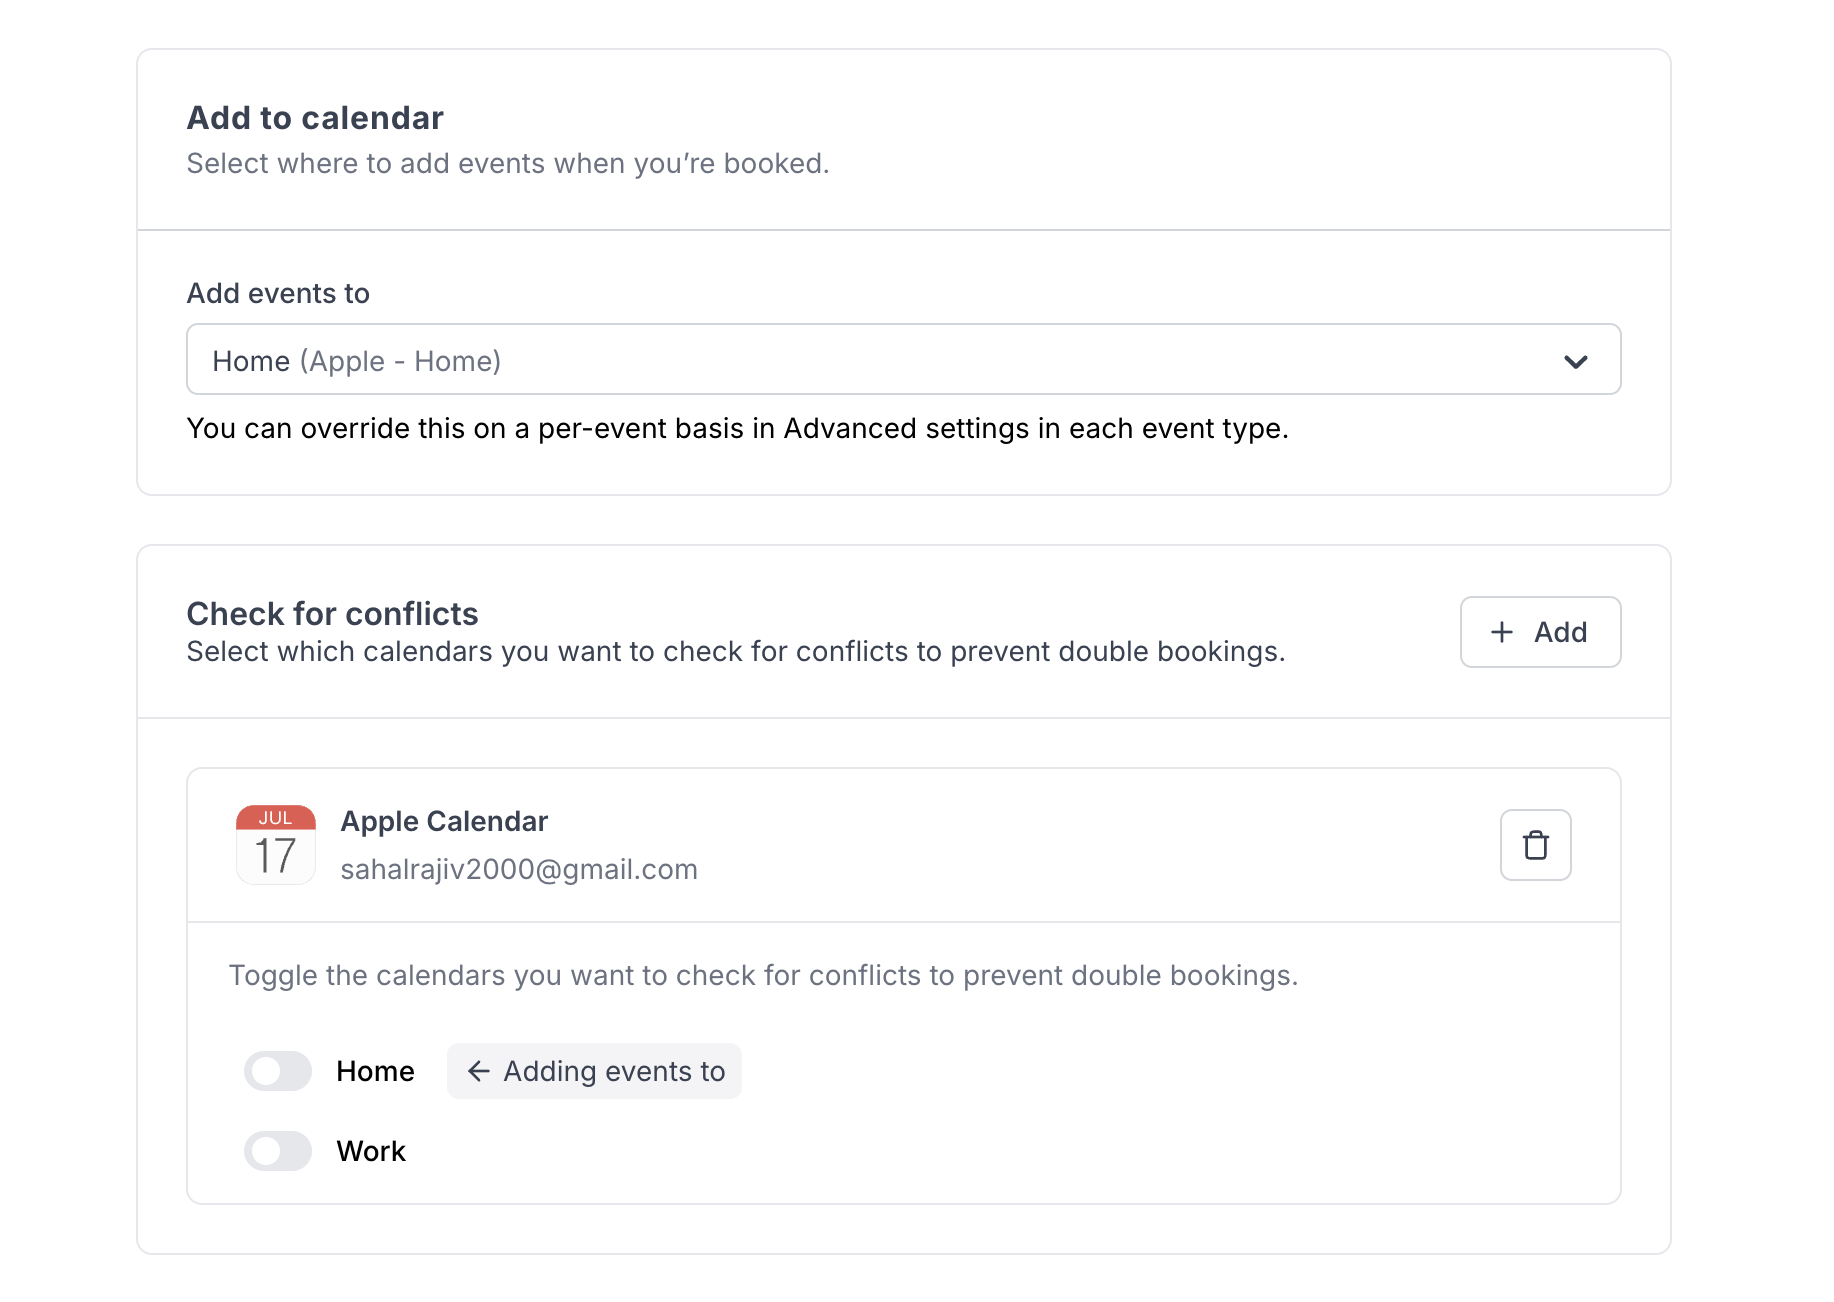 Add to calendar
Select where to add events when you’re booked.
Add events to
Home (Apple - Home)
You can override this on a per-event basis in Advanced settings in each event type.
Check for conflicts
Select which calendars you want to check for conflicts to prevent double bookings.
+ Add
JUL
17
Apple Calendar
sahalrajiv2000@gmail.com
Toggle the calendars you want to check for conflicts to prevent double bookings.
Home ← Adding events to
Work